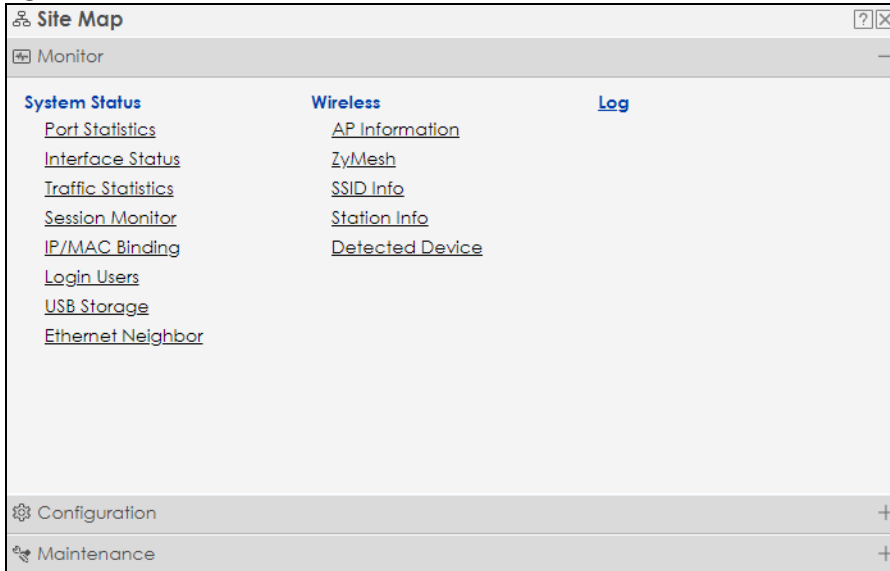 Site Map
?
Monitor
System Status
Port Statistics
Interface Status
Traffic Statistics
Session Monitor
IP/MAC Binding
Login Users
USB Storage
Ethernet Neighbor
Wireless
AP Information
ZyMesh
SSID Info
Station Info
Detected Device
Log
Configuration
Maintenance